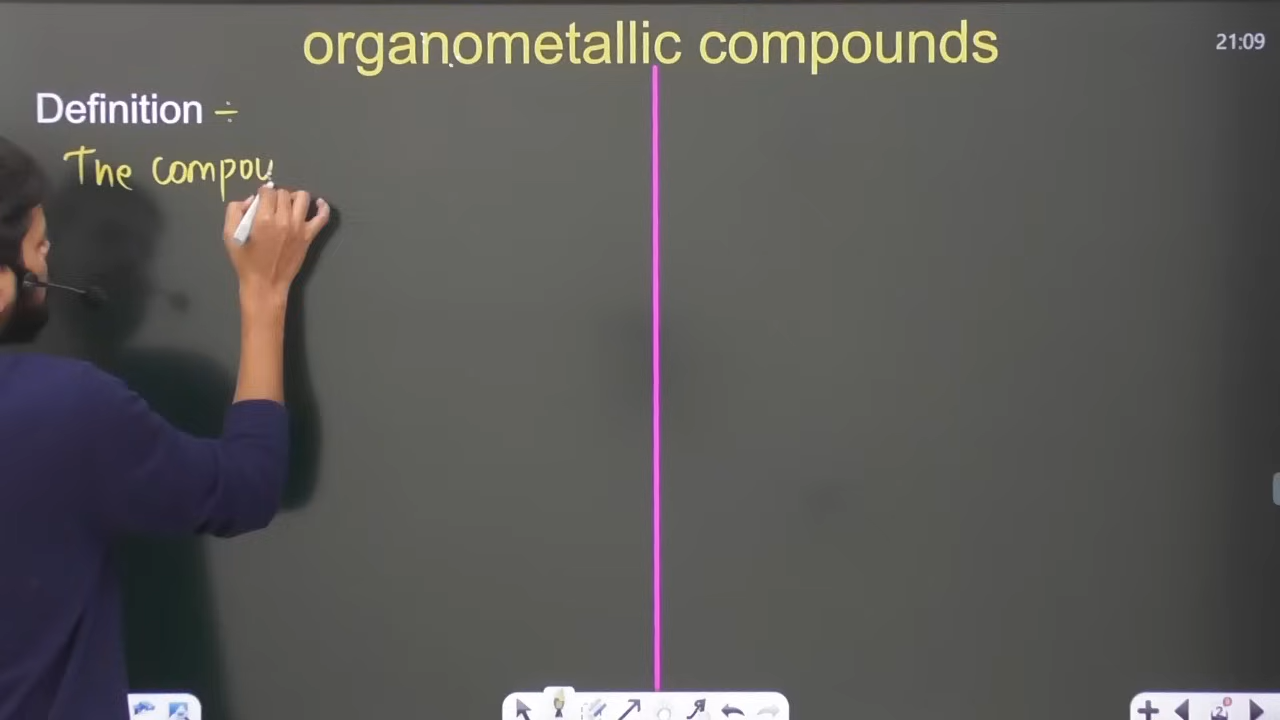 organometallic compounds
21:09
Definition ÷
The compou